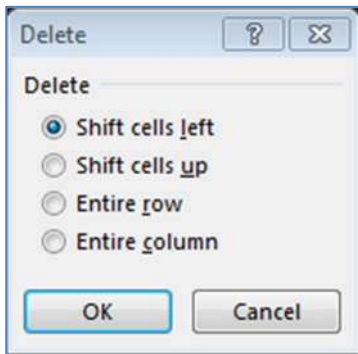 Delete
Delete
Shift cells left
Shift cells up
Entire row
Entire column
OK Cancel